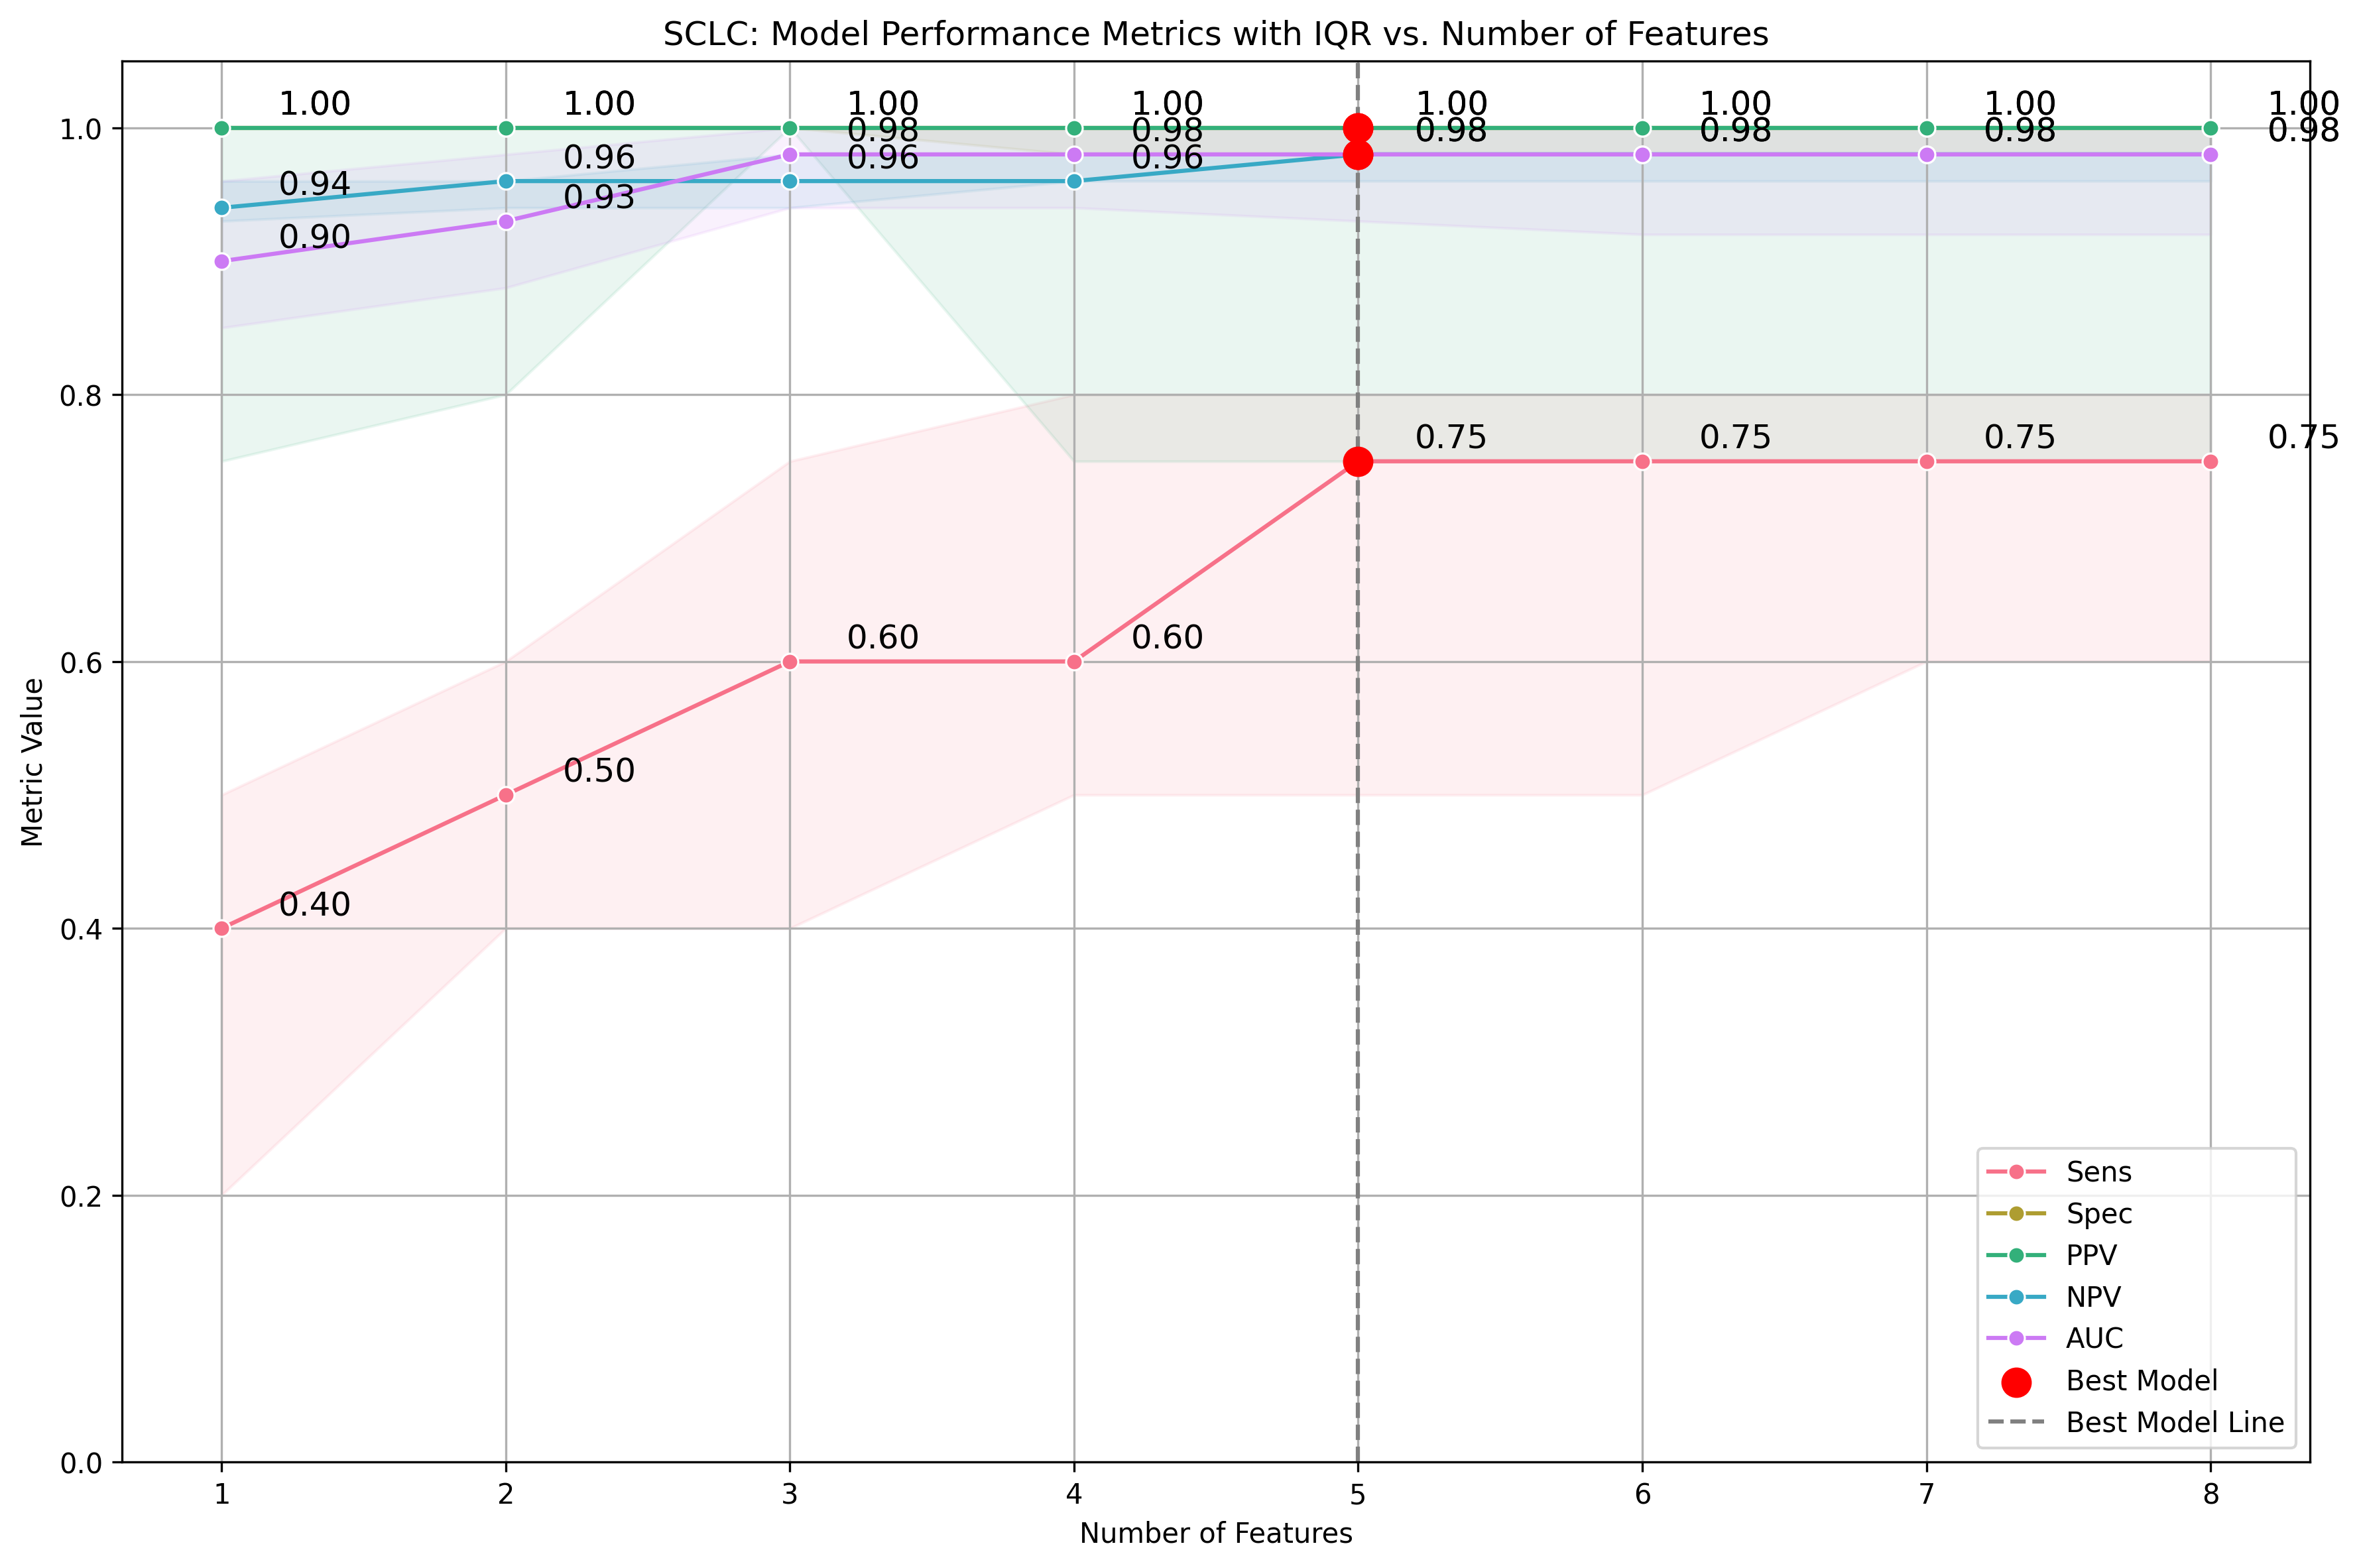 SCLC: Model Performance Metrics with IQR vs. Number of Features
1.00 1.00 1.00 1.00 1.00 1.00 1.00 1.00
0.98 0.98 0.98 0.98 0.98 0.98
0.96 0.96 0.96
0.94 0.93
0.90
0.75 0.75 0.75 0.75
0.60 0.60
0.50
0.40
1.0
0.8
0.6
0.4
0.2
0.0
Metric Value
1 2 3 4 5 6 7 8
Number of Features
Sens
Spec
PPV
NPV
AUC
Best Model
Best Model Line